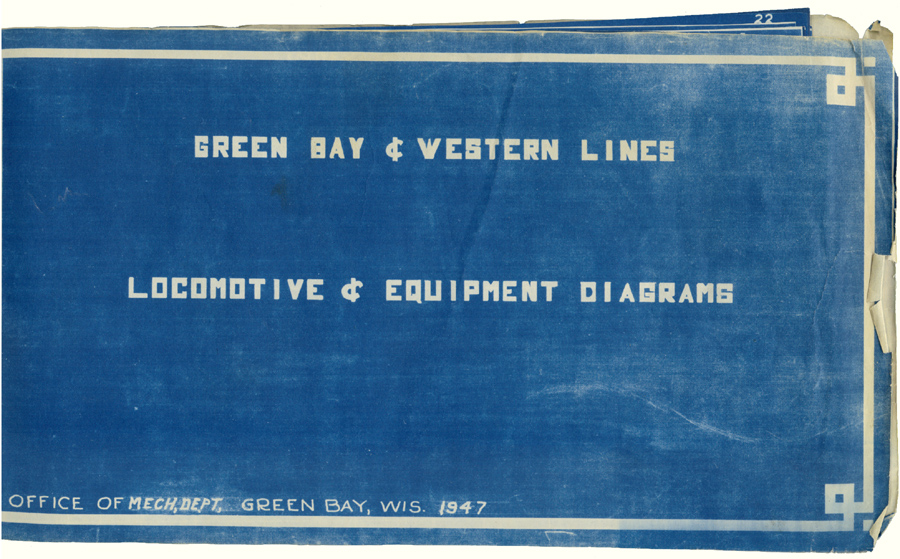 22
GREEN BAY & WESTERN LINES
LOCOMOTIVE & EQUIPMENT DIAGRAMS
OFFICE OF MECH, DEPT, GREEN BAY, WIS. 1947